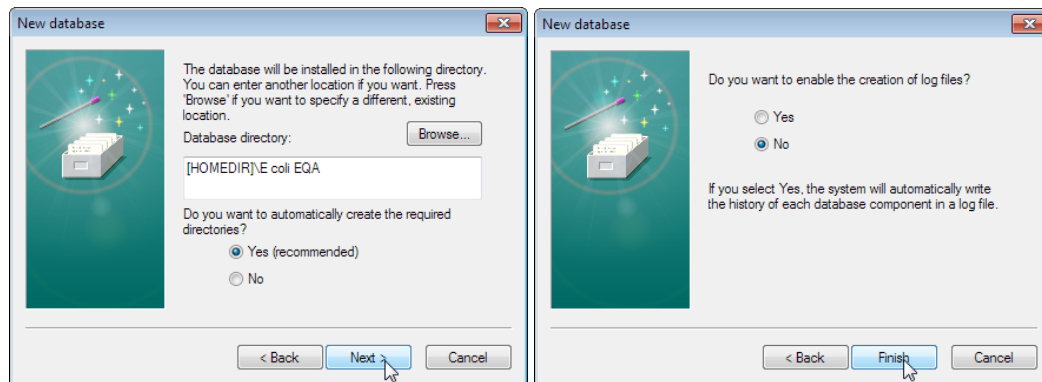 New database
The database will be installed in the following directory.
You can enter another location if you want. Press
'Browse' if you want to specify a different, existing
location.
Database directory:
Browse...
[HOMEDIR]\E coli EQA
Do you want to automatically create the required
directories?
Yes (recommended)
No
< Back
Next >
Cancel
New database
Do you want to enable the creation of log files?
Yes
No
If you select Yes, the system will automatically write
the history of each database component in a log file.
< Back
Finish
Cancel